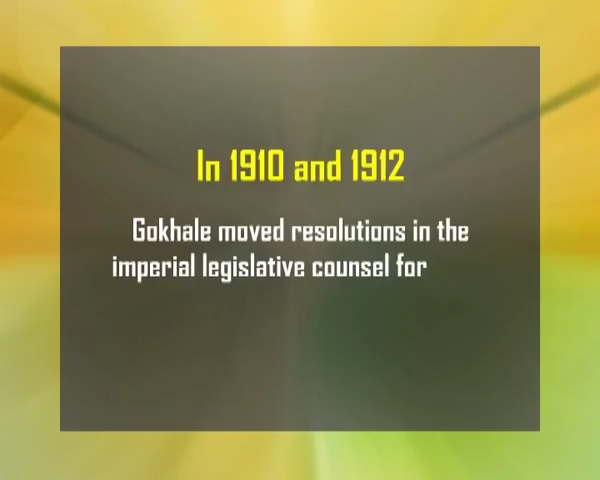 In 1910 and 1912
Gokhale moved resolutions in the
imperial legislative counsel for